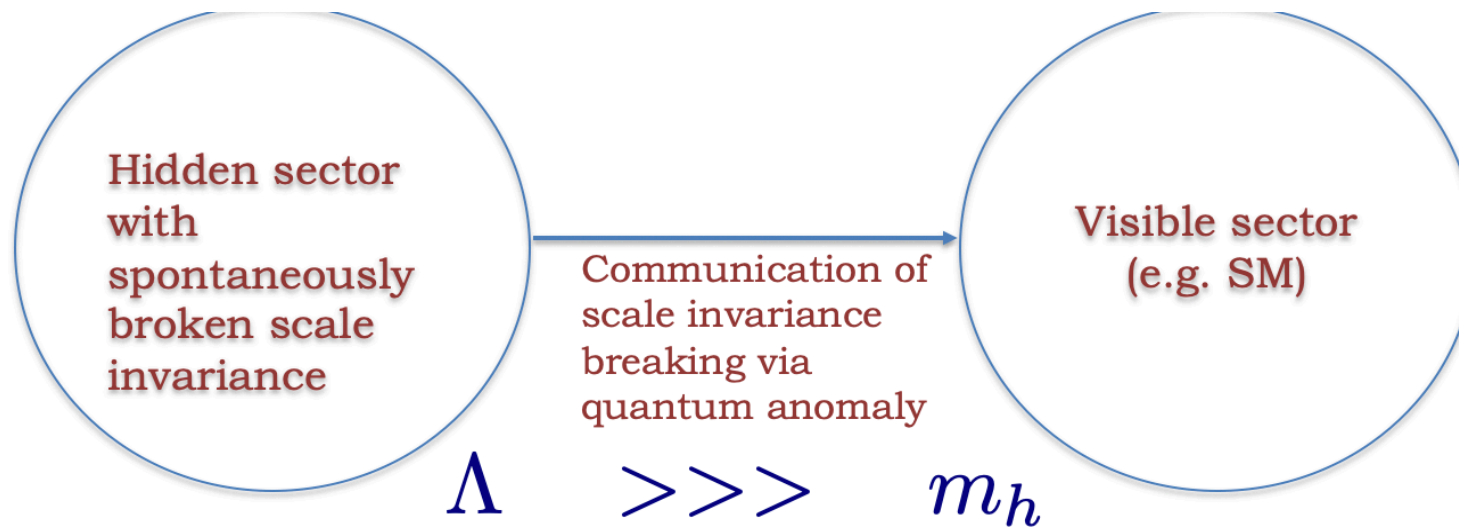 Hidden sector
with
spontaneously
broken scale
invariance
Communication of
scale invariance
breaking via
quantum anomaly
Visible sector
(e.g. SM)
Λ >>> m_h